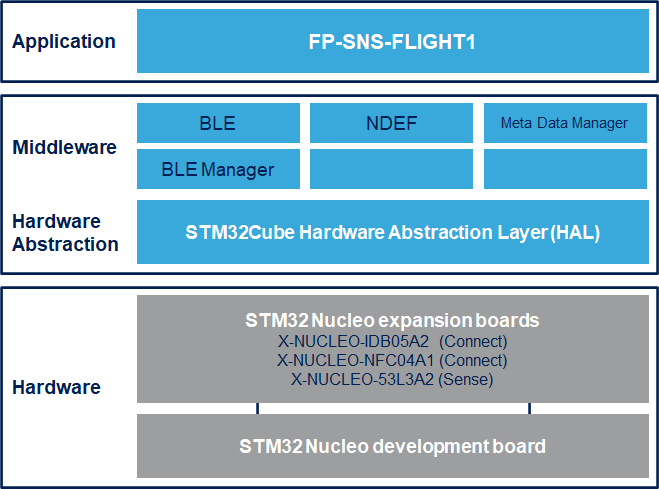 Application
FP-SNS-FLIGHT1
Middleware
BLE
NDEF
Meta Data Manager
BLE Manager
Hardware
Abstraction
STM32Cube Hardware Abstraction Layer (HAL)
Hardware
STM32 Nucleo expansion boards
X-NUCLEO-IDB05A2 (Connect)
X-NUCLEO-NFC04A1 (Connect)
X-NUCLEO-53L3A2 (Sense)
STM32 Nucleo development board